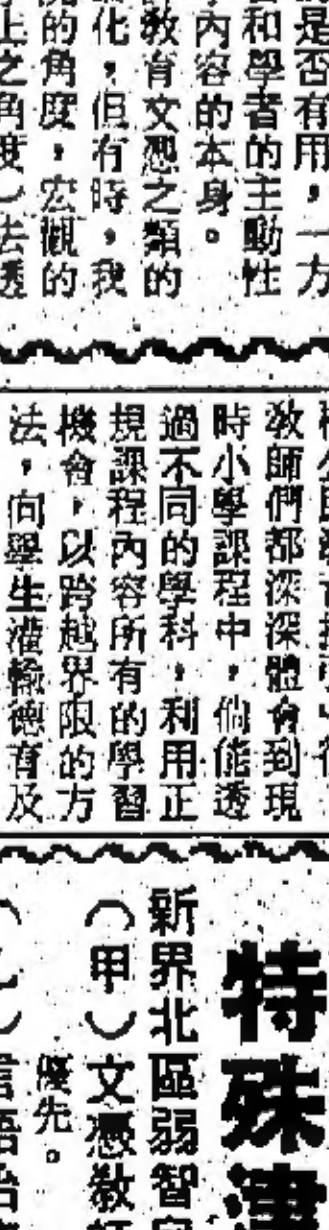 是否有用，一方
和學者的主動性
內容的本身。
教育文憑之類的
化，但有時，我
的角度，宏觀的
上之角度）去透
教師們都深深體會到現
時小學課程中，倘能透
過不同的學科，利用正
規課程內容所有的學習
機會，以跨越界限的方
法，向學生灌輸德育及
特殊
新界北區弱智
（甲）文憑教
優先。